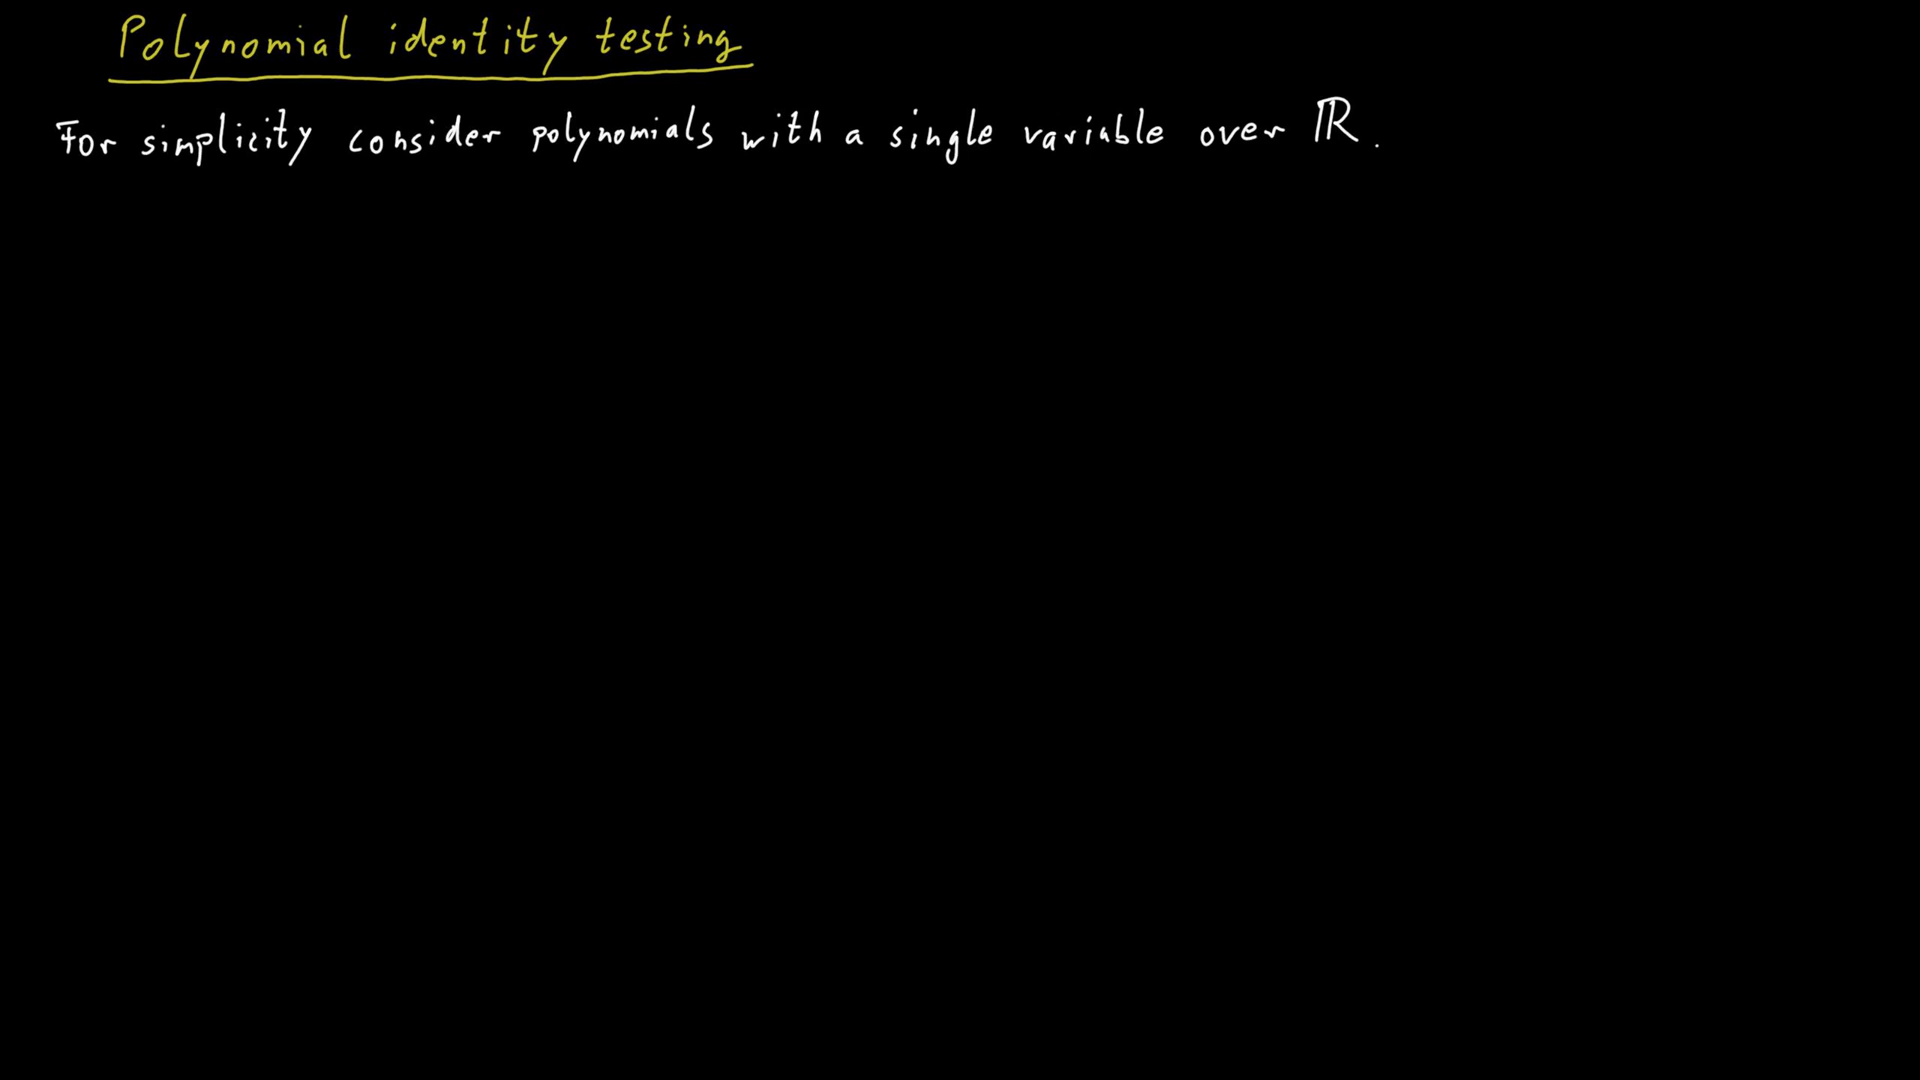 Polynomial identity testing
For simplicity consider polynomials with a single variable over ℝ.